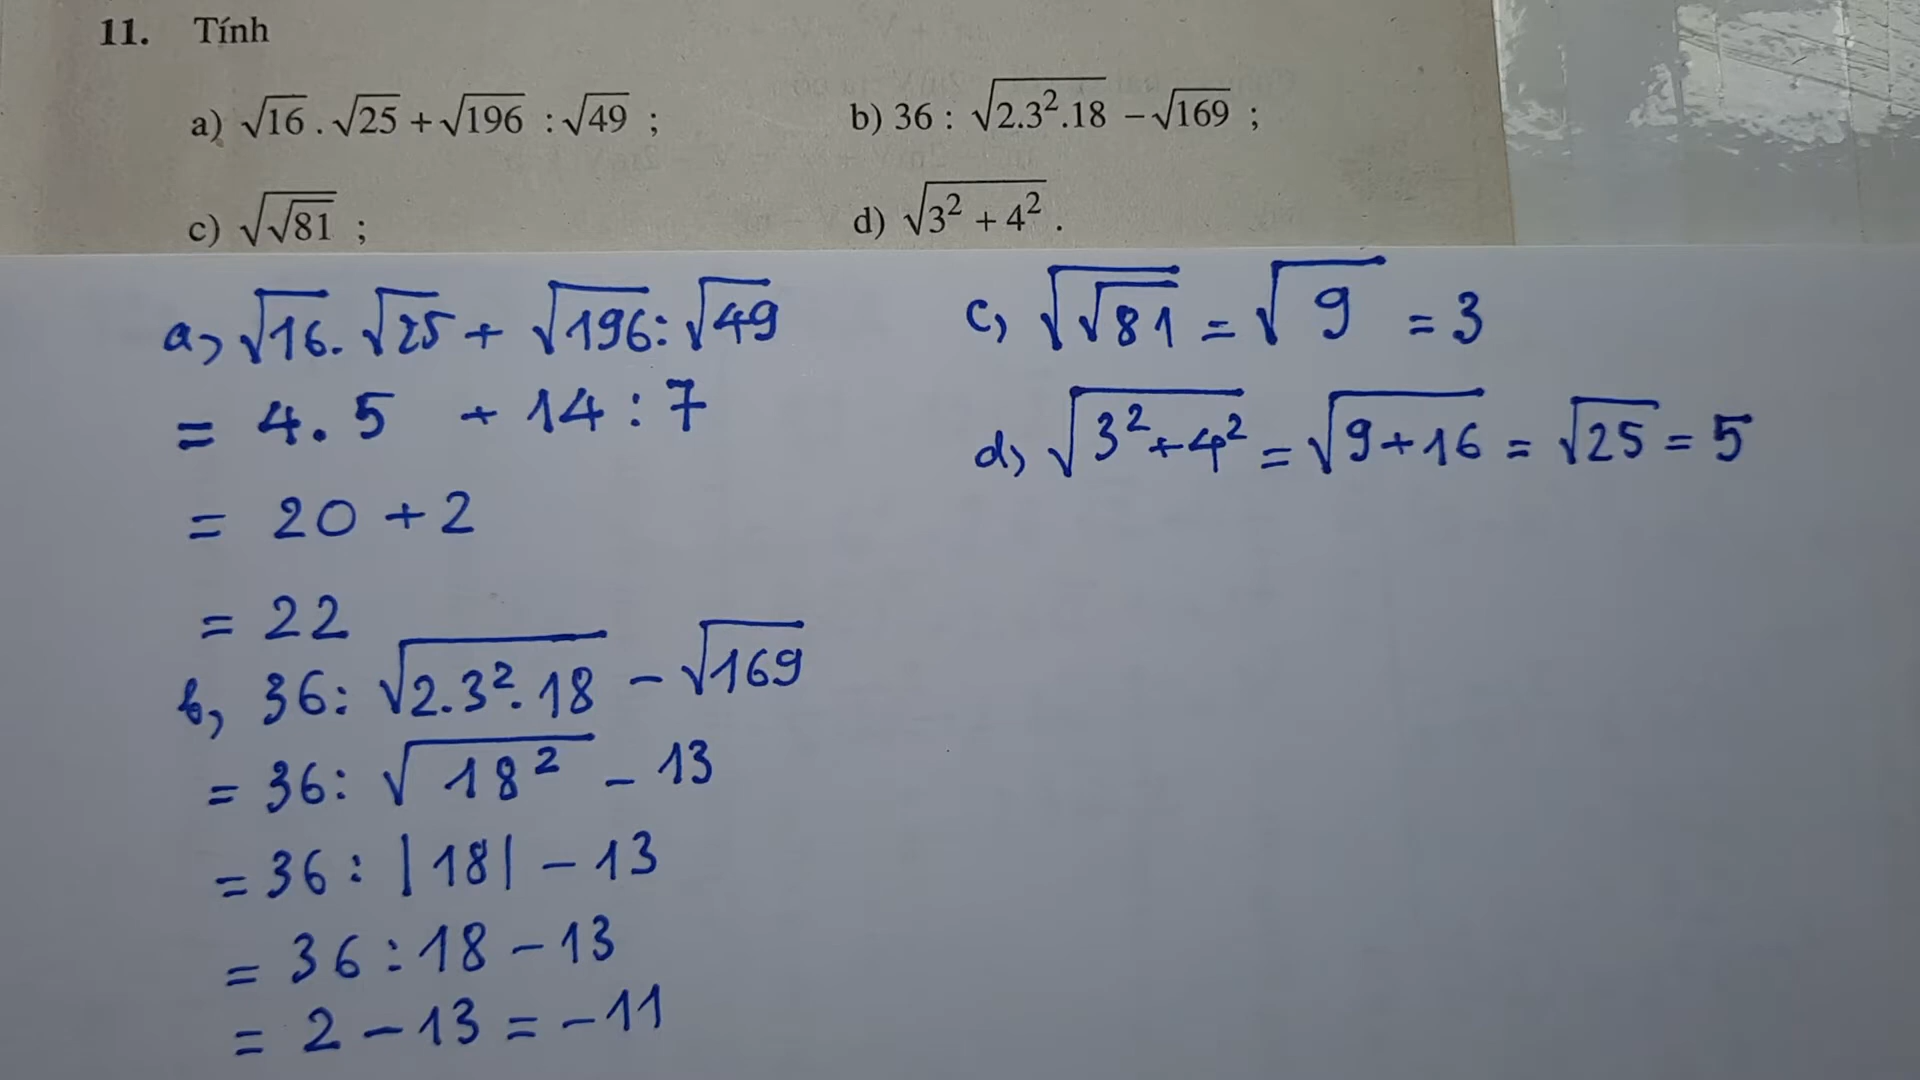 11. Tính
a) √16 . √25 + √196 : √49 ;
b) 36 : √(2.3².18) − √169 ;
c) √(√81) ;
d) √(3² + 4²) .
a, √16 . √25 + √196 : √49
= 4 . 5 + 14 : 7
= 20 + 2
= 22
b, 36 : √(2.3².18) − √169
= 36 : √(18²) − 13
= 36 : |18| − 13
= 36 : 18 − 13
= 2 − 13 = −11
c, √(√81) = √9 = 3
d, √(3² + 4²) = √(9 + 16) = √25 = 5